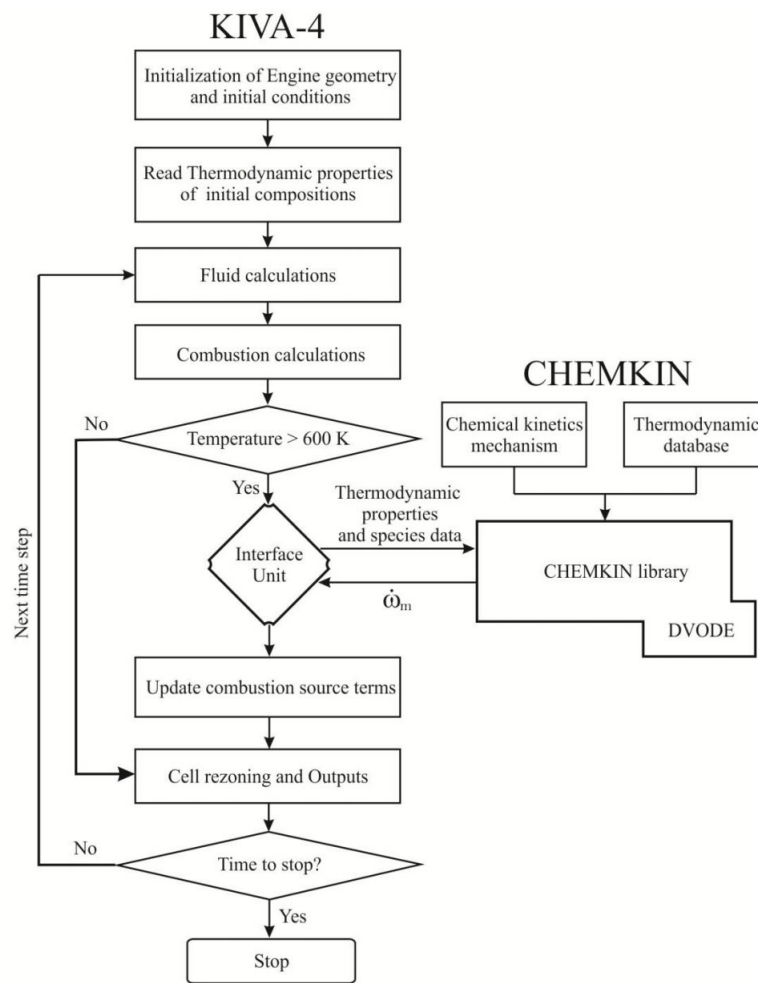 KIVA-4
Initialization of Engine geometry
and initial conditions
Read Thermodynamic properties
of initial compositions
Fluid calculations
Combustion calculations
No
Temperature > 600 K
Yes
Interface
Unit
Thermodynamic
properties
and species data
ω̇m
CHEMKIN
Chemical kinetics
mechanism
Thermodynamic
database
CHEMKIN library
DVODE
Next time step
Update combustion source terms
Cell rezoning and Outputs
No
Time to stop?
Yes
Stop